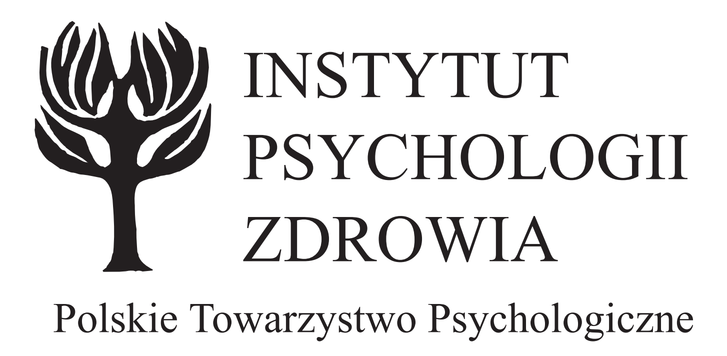 INSTYTUT
PSYCHOLOGII
ZDROWIA
Polskie Towarzystwo Psychologiczne